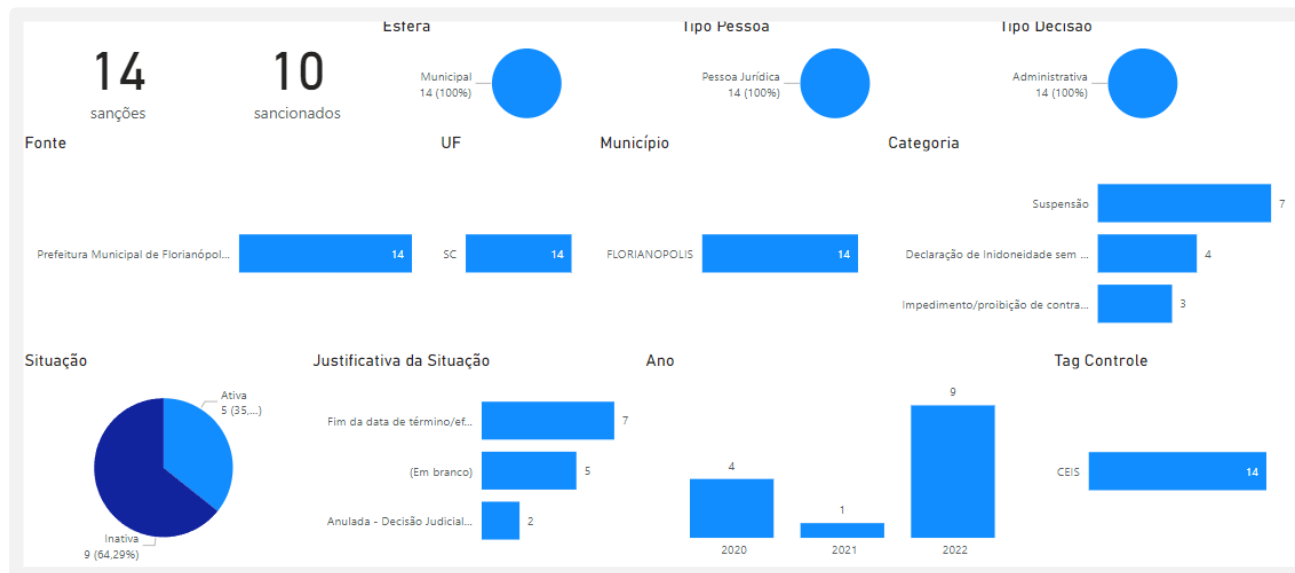 Esfera
Tipo Pessoa
Tipo Decisão
14
sanções
10
sancionados
Municipal
14 (100%)
Pessoa Jurídica
14 (100%)
Administrativa
14 (100%)
Fonte
Prefeitura Municipal de Florianópol...
14
UF
SC
14
Município
FLORIANOPOLIS
14
Categoria
Suspensão
7
Declaração de Inidoneidade sem ...
4
Impedimento/proibição de contra...
3
Situação
Ativa
5 (35,...)
Inativa
9 (64,29%)
Justificativa da Situação
Fim da data de término/ef...
7
(Em branco)
5
Anulada - Decisão Judicial...
2
Ano
4
1
9
2020
2021
2022
Tag Controle
CEIS
14